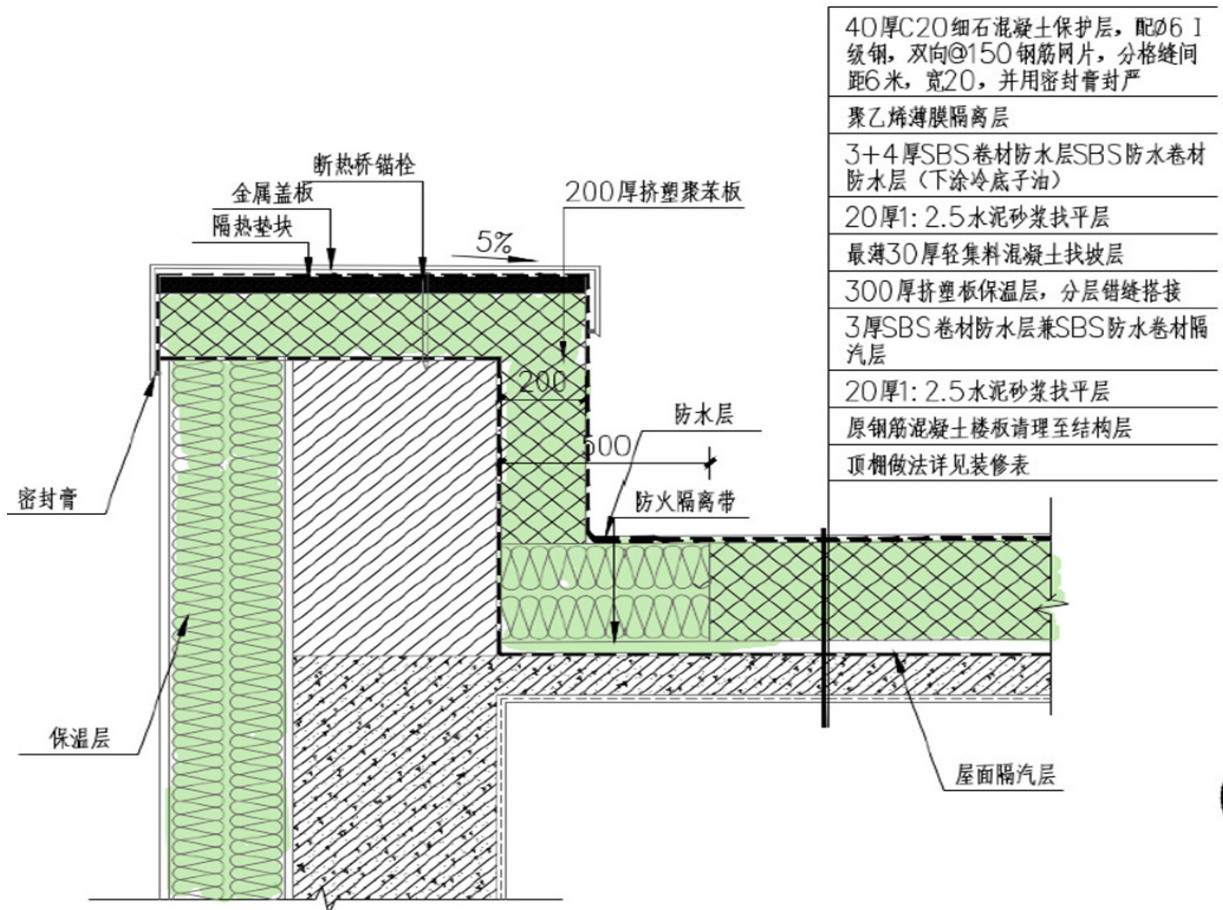 40厚C20细石混凝土保护层，配Ø6 I
级钢，双向@150钢筋网片，分格缝间
距6米，宽20，并用密封膏封严
聚乙烯薄膜隔离层
3+4厚SBS卷材防水层SBS防水卷材
防水层（下涂冷底子油）
20厚1:2.5水泥砂浆找平层
最薄30厚轻集料混凝土找坡层
300厚挤塑板保温层，分层错缝搭接
3厚SBS卷材防水层兼SBS防水卷材隔
汽层
20厚1:2.5水泥砂浆找平层
原钢筋混凝土楼板请理至结构层
顶棚做法详见装修表
断热桥锚栓
金属盖板
隔热垫块
200厚挤塑聚苯板
5%
200
防水层
500
防火隔离带
密封膏
保温层
屋面隔汽层